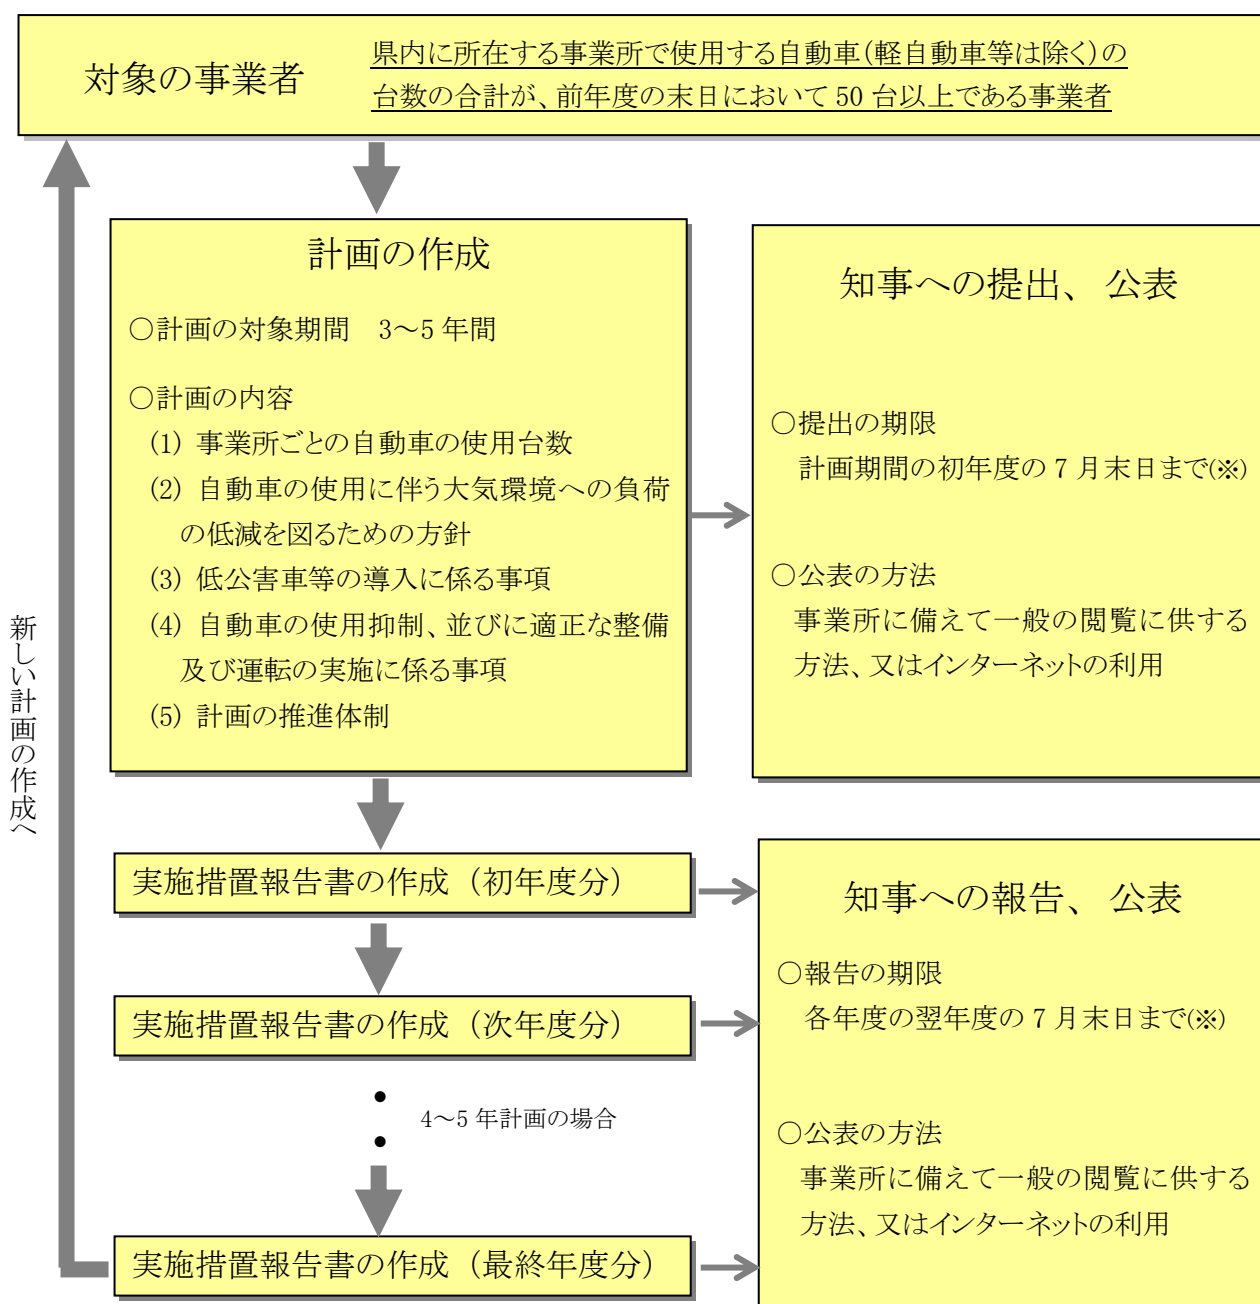 対象の事業者
県内に所在する事業所で使用する自動車(軽自動車等は除く)の
台数の合計が、前年度の末日において 50 台以上である事業者
計画の作成
○計画の対象期間　3～5 年間
○計画の内容
(1) 事業所ごとの自動車の使用台数
(2) 自動車の使用に伴う大気環境への負荷
の低減を図るための方針
(3) 低公害車等の導入に係る事項
(4) 自動車の使用抑制、並びに適正な整備
及び運転の実施に係る事項
(5) 計画の推進体制
知事への提出、公表
○提出の期限
計画期間の初年度の 7 月末日まで(※)
○公表の方法
事業所に備えて一般の閲覧に供する
方法、又はインターネットの利用
新しい計画の作成へ
実施措置報告書の作成（初年度分）
実施措置報告書の作成（次年度分）
4～5 年計画の場合
実施措置報告書の作成（最終年度分）
知事への報告、公表
○報告の期限
各年度の翌年度の 7 月末日まで(※)
○公表の方法
事業所に備えて一般の閲覧に供する
方法、又はインターネットの利用